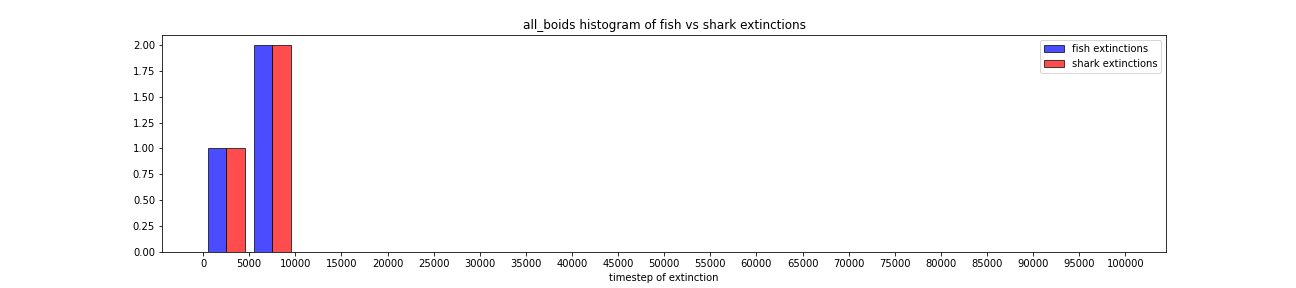 all_boids histogram of fish vs shark extinctions
fish extinctions
shark extinctions
2.00
1.75
1.50
1.25
1.00
0.75
0.50
0.25
0.00
0 5000 10000 15000 20000 25000 30000 35000 40000 45000 50000 55000 60000 65000 70000 75000 80000 85000 90000 95000 100000
timestep of extinction